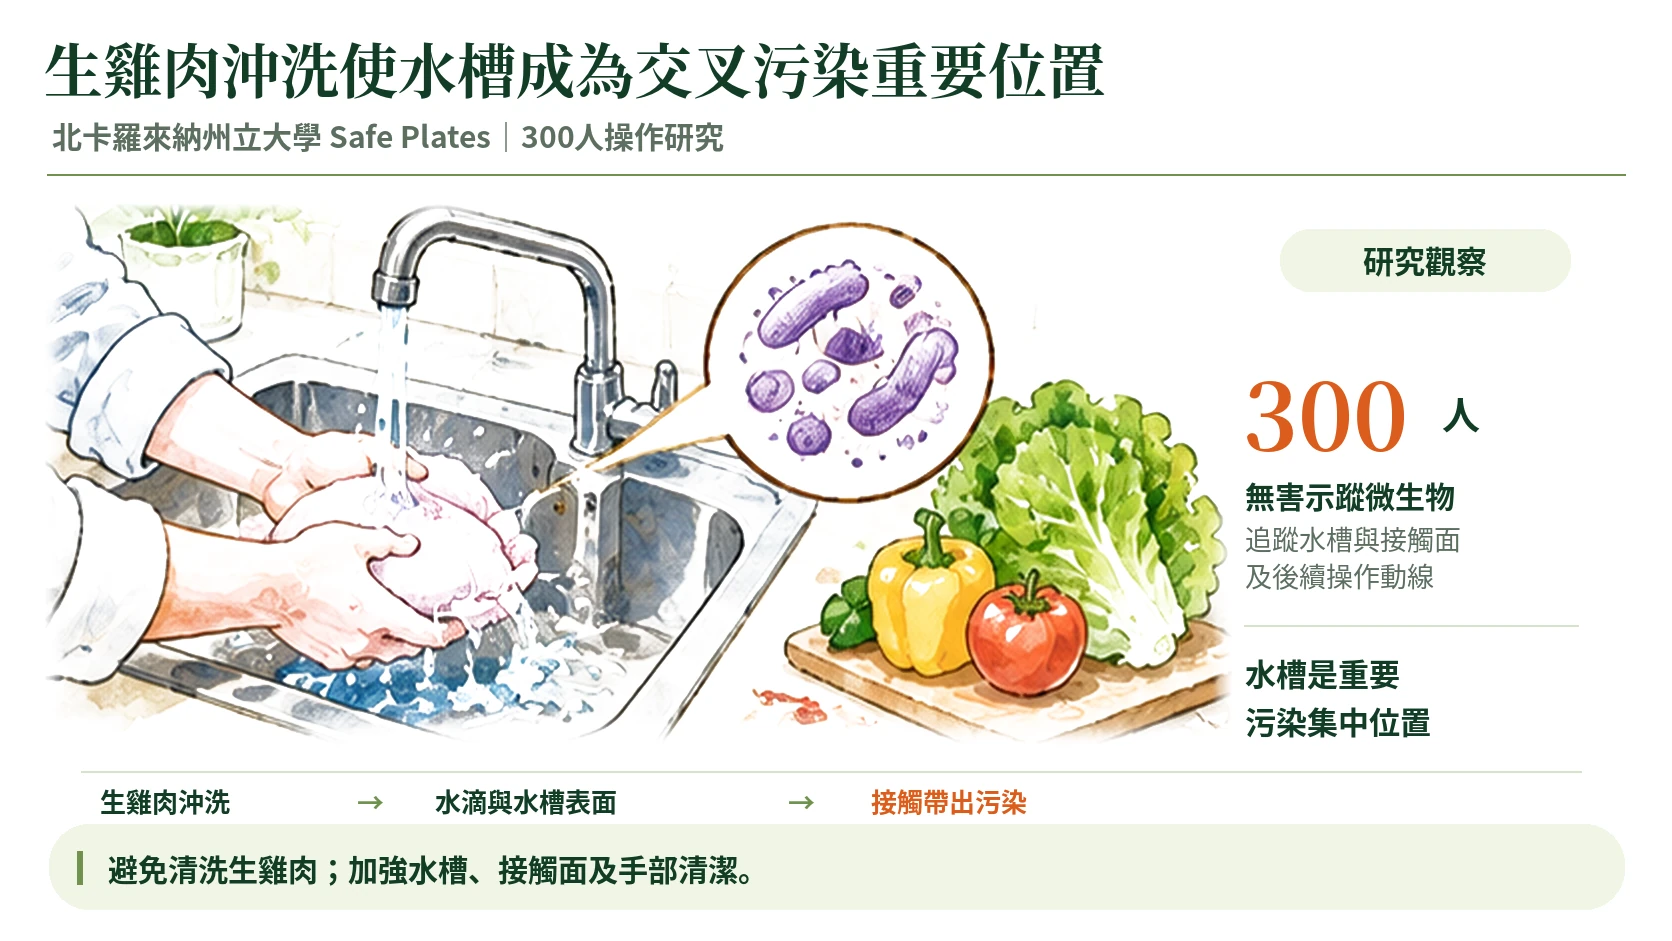 生雞肉沖洗使水槽成為交叉污染重要位置
北卡羅來納州立大學 Safe Plates｜300人操作研究
研究觀察
300 人
無害示蹤微生物
追蹤水槽與接觸面
及後續操作動線
水槽是重要
污染集中位置
生雞肉沖洗 → 水滴與水槽表面 → 接觸帶出污染
避免清洗生雞肉；加強水槽、接觸面及手部清潔。